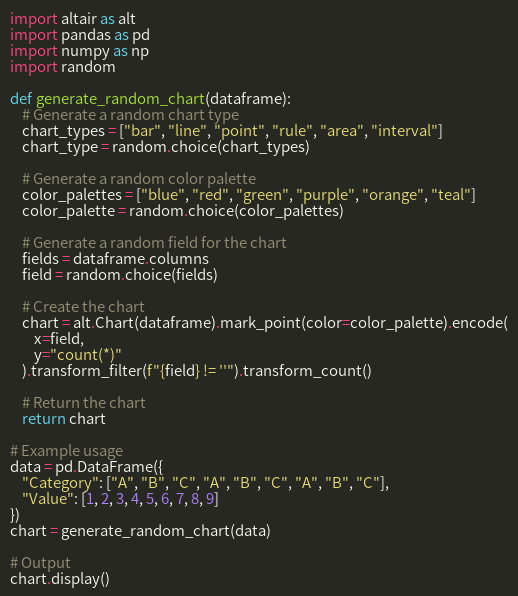 import altair as alt
import pandas as pd
import numpy as np
import random

def generate_random_chart(dataframe):
    # Generate a random chart type
    chart_types = ["bar", "line", "point", "rule", "area", "interval"]
    chart_type = random.choice(chart_types)

    # Generate a random color palette
    color_palettes = ["blue", "red", "green", "purple", "orange", "teal"]
    color_palette = random.choice(color_palettes)

    # Generate a random field for the chart
    fields = dataframe.columns
    field = random.choice(fields)

    # Create the chart
    chart = alt.Chart(dataframe).mark_point(color=color_palette).encode(
        x=field,
        y="count(*)"
    ).transform_filter(f"{field} != ''").transform_count()

    # Return the chart
    return chart

# Example usage
data = pd.DataFrame({
    "Category": ["A", "B", "C", "A", "B", "C", "A", "B", "C"],
    "Value": [1, 2, 3, 4, 5, 6, 7, 8, 9]
})
chart = generate_random_chart(data)

# Output
chart.display()